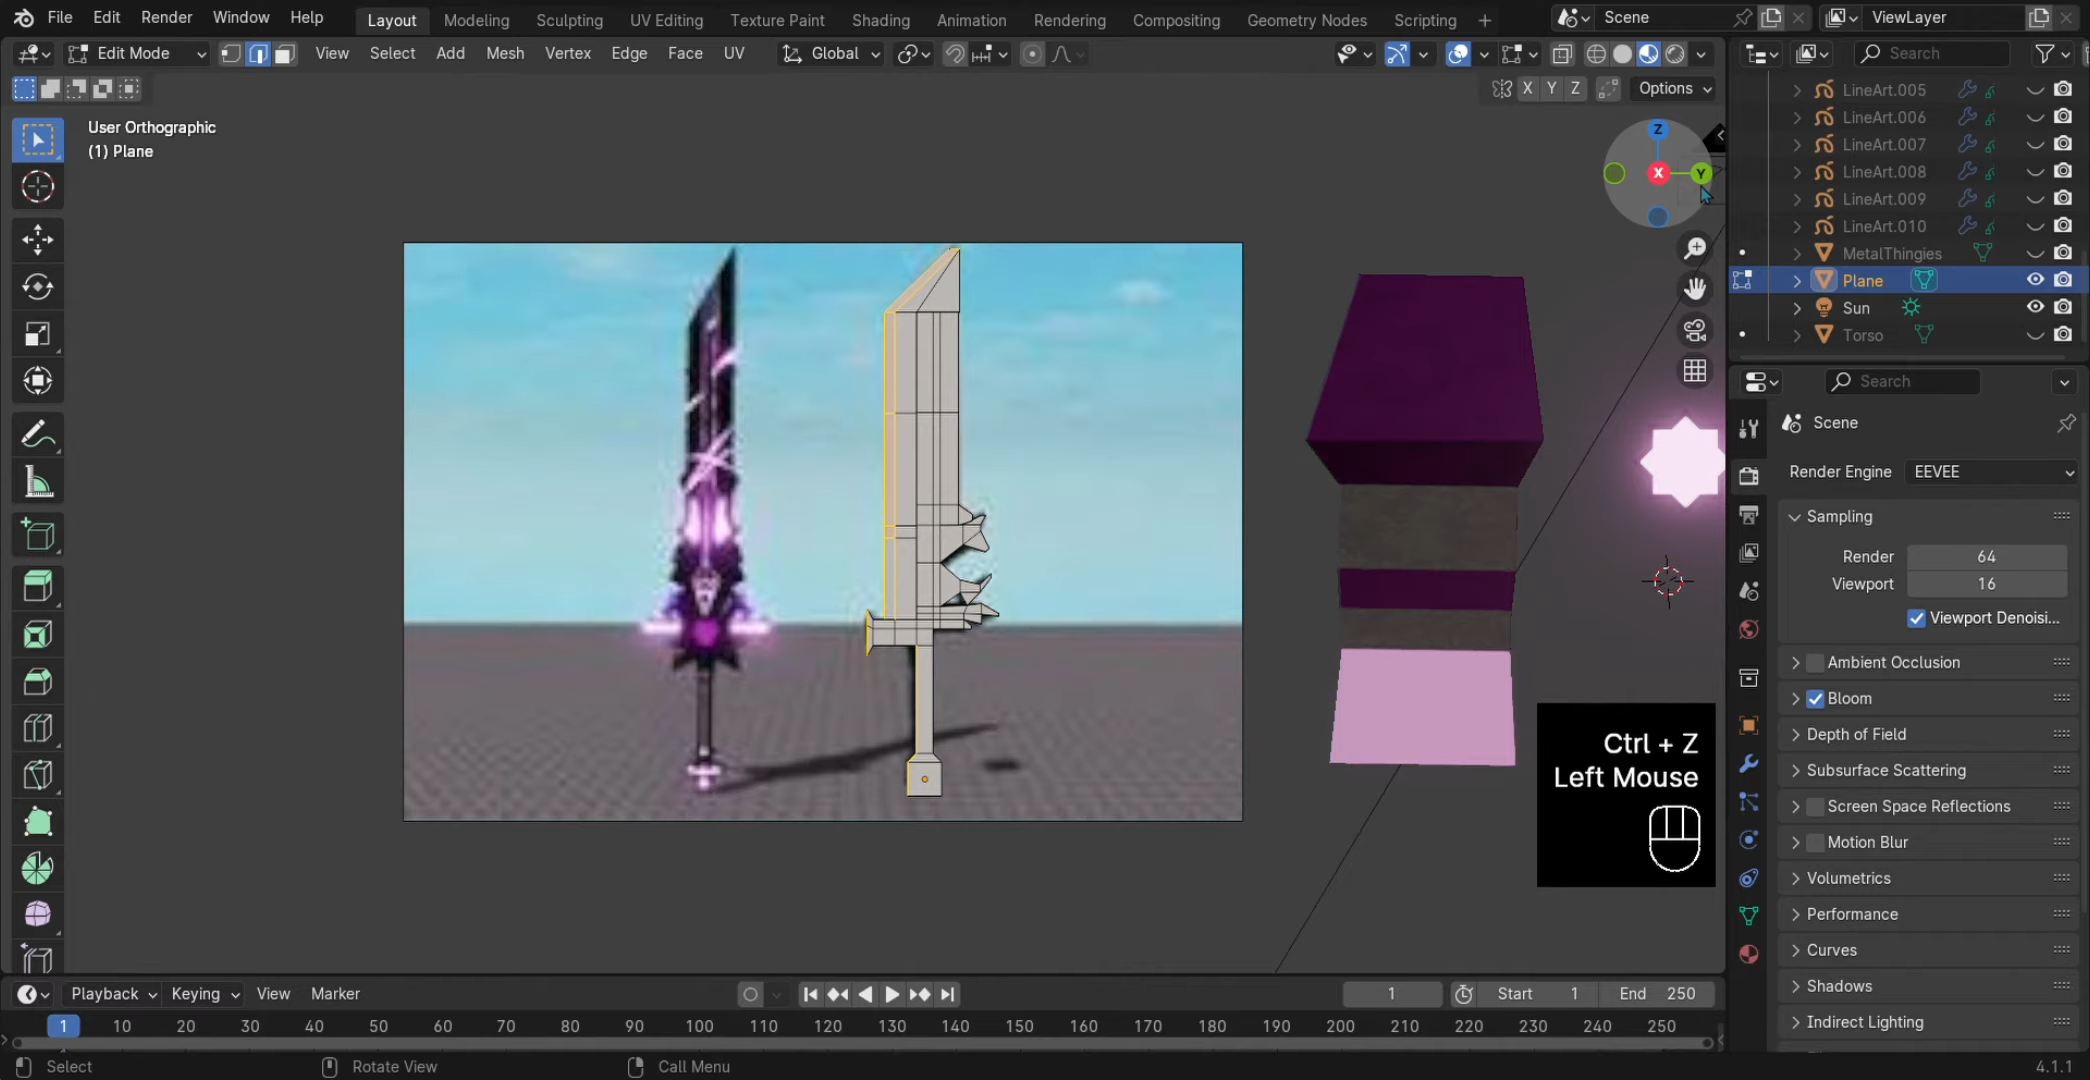 File Edit Render Window Help Layout Modeling Sculpting UV Editing Texture Paint Shading Animation Rendering Compositing Geometry Nodes Scripting + Scene ViewLayer
Edit Mode View Select Add Mesh Vertex Edge Face UV Global Search
X Y Z Options
LineArt.005
LineArt.006
LineArt.007
LineArt.008
LineArt.009
LineArt.010
MetalThingies
Plane
Sun
Torso
User Orthographic
(1) Plane
Z
X
Y
Search
Scene
Render Engine EEVEE
Sampling
Render 64
Viewport 16
Viewport Denoisi...
Ambient Occlusion
Bloom
Depth of Field
Subsurface Scattering
Screen Space Reflections
Motion Blur
Volumetrics
Performance
Curves
Shadows
Indirect Lighting
Ctrl + Z
Left Mouse
Playback Keying View Marker 1 Start 1 End 250
1 10 20 30 40 50 60 70 80 90 100 110 120 130 140 150 160 170 180 190 200 210 220 230 240 250
Select Rotate View Call Menu 4.1.1